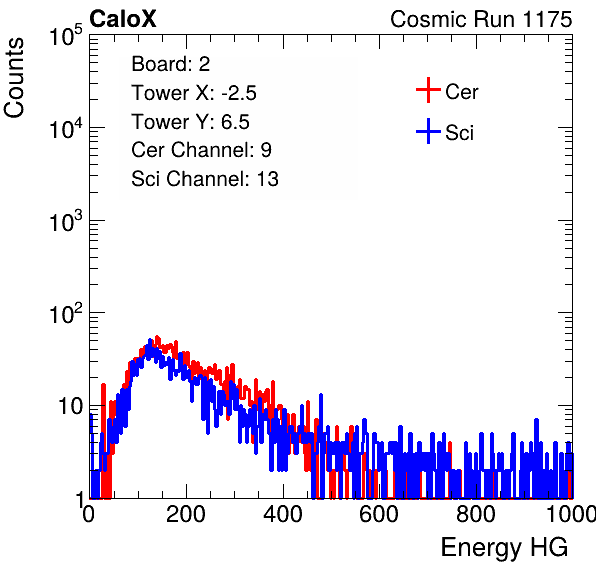 CaloX Cosmic Run 1175
Counts
10^5
10^4
10^3
10^2
10
1
Board: 2
Tower X: -2.5
Tower Y: 6.5
Cer Channel: 9
Sci Channel: 13
Cer
Sci
0 200 400 600 800 1000
Energy HG